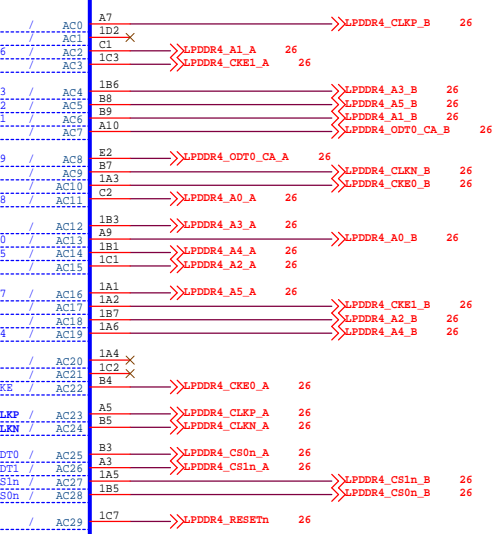 / AC0 A7 LPDDR4_CLKP_B 26
/ AC1 1D2
6 / AC2 C1 LPDDR4_A1_A 26
/ AC3 1C3 LPDDR4_CKE1_A 26
3 / AC4 1B6 LPDDR4_A3_B 26
2 / AC5 B8 LPDDR4_A5_B 26
1 / AC6 B9 LPDDR4_A1_B 26
/ AC7 A10 LPDDR4_ODT0_CA_B 26
9 / AC8 E2 LPDDR4_ODT0_CA_A 26
/ AC9 B7 LPDDR4_CLKN_B 26
/ AC10 1A3 LPDDR4_CKE0_B 26
8 / AC11 C2 LPDDR4_A0_A 26
/ AC12 1B3 LPDDR4_A3_A 26
0 / AC13 A9 LPDDR4_A0_B 26
5 / AC14 1B1 LPDDR4_A4_A 26
/ AC15 1C1 LPDDR4_A2_A 26
7 / AC16 1A1 LPDDR4_A5_A 26
/ AC17 1A2 LPDDR4_CKE1_B 26
/ AC18 1B7 LPDDR4_A2_B 26
4 / AC19 1A6 LPDDR4_A4_B 26
/ AC20 1A4
/ AC21 1C2
KE / AC22 B4 LPDDR4_CKE0_A 26
LKP / AC23 A5 LPDDR4_CLKP_A 26
LKN / AC24 B5 LPDDR4_CLKN_A 26
DT0 / AC25 B3 LPDDR4_CS0n_A 26
DT1 / AC26 A3 LPDDR4_CS1n_A 26
S1n / AC27 1A5 LPDDR4_CS1n_B 26
S0n / AC28 1B5 LPDDR4_CS0n_B 26
/ AC29 1C7 LPDDR4_RESETn 26